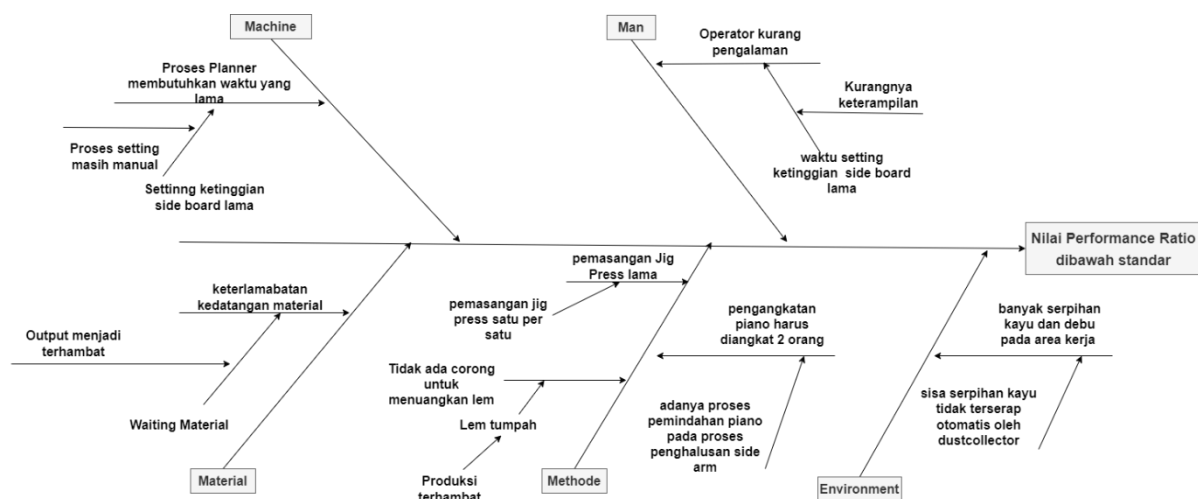 Machine
Man
Operator kurang
pengalaman
Proses Planner
membutuhkan waktu yang
lama
Kurangnya
keterampilan
Proses setting
masih manual
Settinng ketinggian
side board lama
waktu setting
ketinggian side board
lama
Nilai Performance Ratio
dibawah standar
pemasangan Jig
Press lama
keterlamabatan
kedatangan material
pemasangan jig
press satu per
satu
pengangkatan
piano harus
diangkat 2 orang
banyak serpihan
kayu dan debu
pada area kerja
Output menjadi
terhambat
Tidak ada corong
untuk
menuangkan lem
Waiting Material
Lem tumpah
adanya proses
pemindahan piano
pada proses
penghalusan side
arm
sisa serpihan kayu
tidak terserap
otomatis oleh
dustcollector
Material
Produksi
terhambat
Methode
Environment